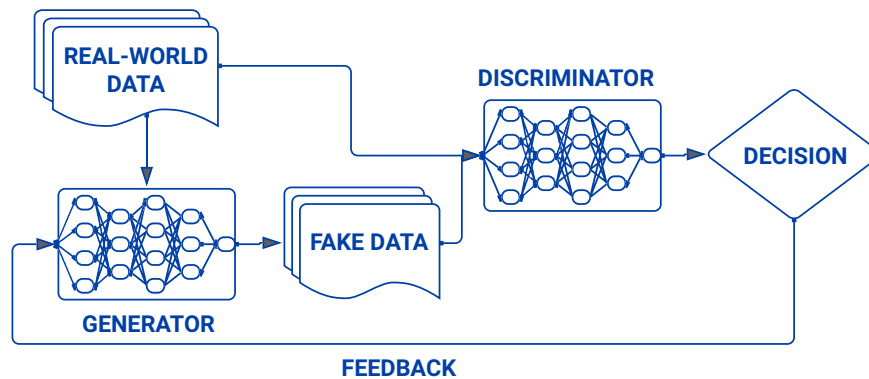 REAL-WORLD
DATA
DISCRIMINATOR
DECISION
FAKE DATA
GENERATOR
FEEDBACK